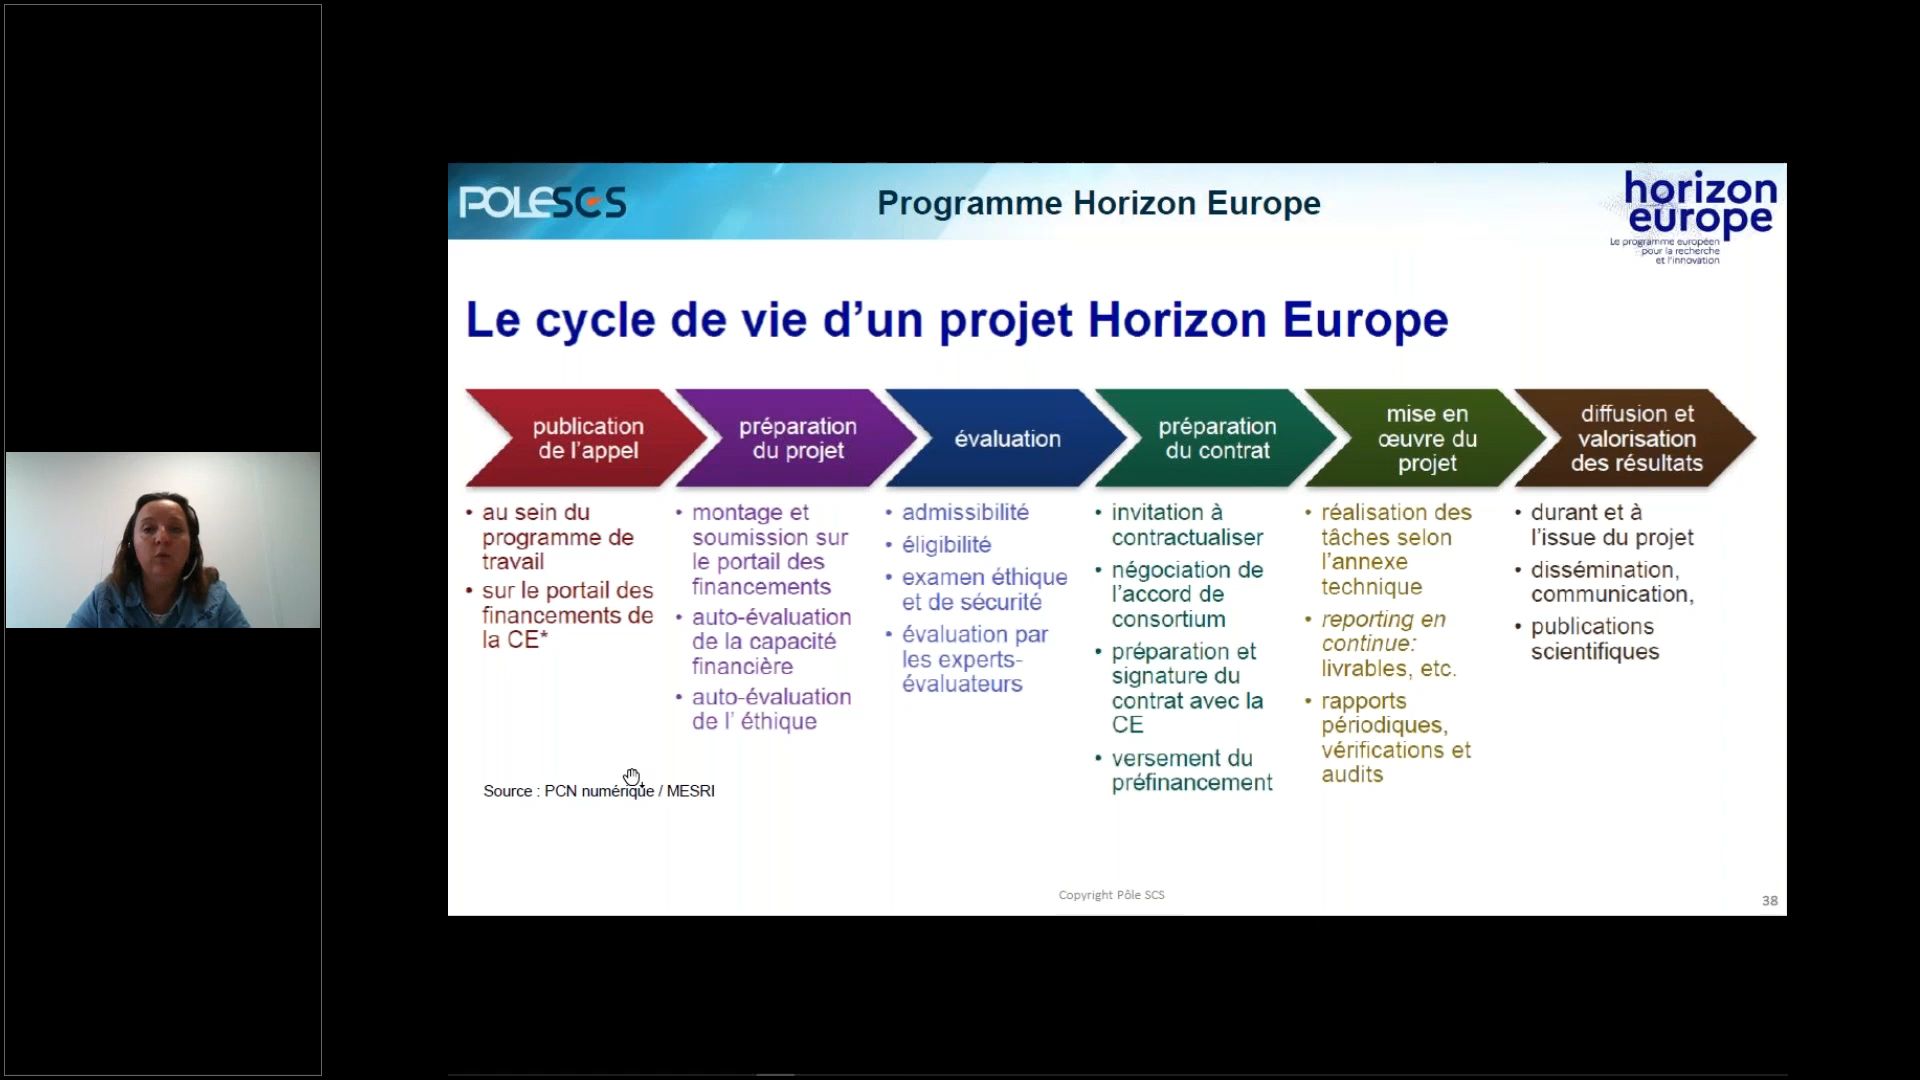 POLE SCS
Programme Horizon Europe
horizon
europe
Le programme européen
pour la recherche
et l'innovation
Le cycle de vie d’un projet Horizon Europe
publication
de l’appel
préparation
du projet
évaluation
préparation
du contrat
mise en
œuvre du
projet
diffusion et
valorisation
des résultats
• au sein du
programme de
travail
• sur le portail des
financements de
la CE*
• montage et
soumission sur
le portail des
financements
• auto-évaluation
de la capacité
financière
• auto-évaluation
de l’ éthique
• admissibilité
• éligibilité
• examen éthique
et de sécurité
• évaluation par
les experts-
évaluateurs
• invitation à
contractualiser
• négociation de
l’accord de
consortium
• préparation et
signature du
contrat avec la
CE
• versement du
préfinancement
• réalisation des
tâches selon
l’annexe
technique
• reporting en
continue:
livrables, etc.
• rapports
périodiques,
vérifications et
audits
• durant et à
l’issue du projet
• dissémination,
communication,
• publications
scientifiques
Source : PCN numérique / MESRI
Copyright Pôle SCS
38